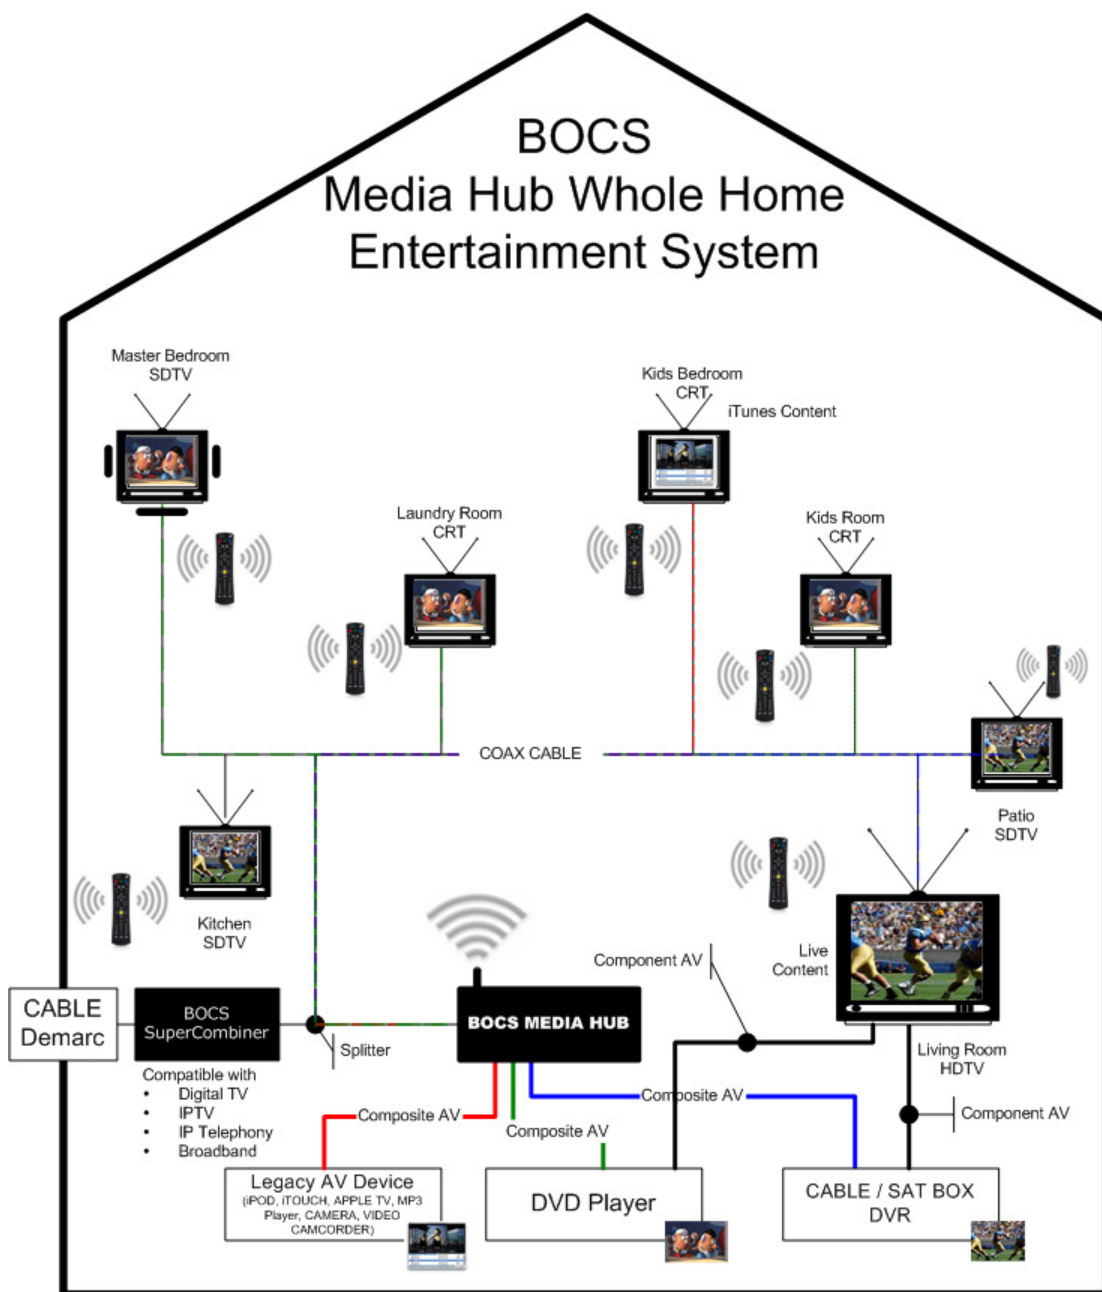 BOCS
Media Hub Whole Home
Entertainment System
Master Bedroom
SDTV
Kids Bedroom
CRT
iTunes Content
Laundry Room
CRT
Kids Room
CRT
COAX CABLE
Patio
SDTV
Kitchen
SDTV
Live
Content
Component AV
CABLE
Demarc
BOCS
SuperCombiner
BOCS MEDIA HUB
Splitter
Living Room
HDTV
Compatible with
• Digital TV
• IPTV
• IP Telephony
• Broadband
Composite AV
Composite AV
Composite AV
Component AV
Legacy AV Device
(iPOD, iTOUCH, APPLE TV, MP3
Player, CAMERA, VIDEO
CAMCORDER)
DVD Player
CABLE / SAT BOX
DVR